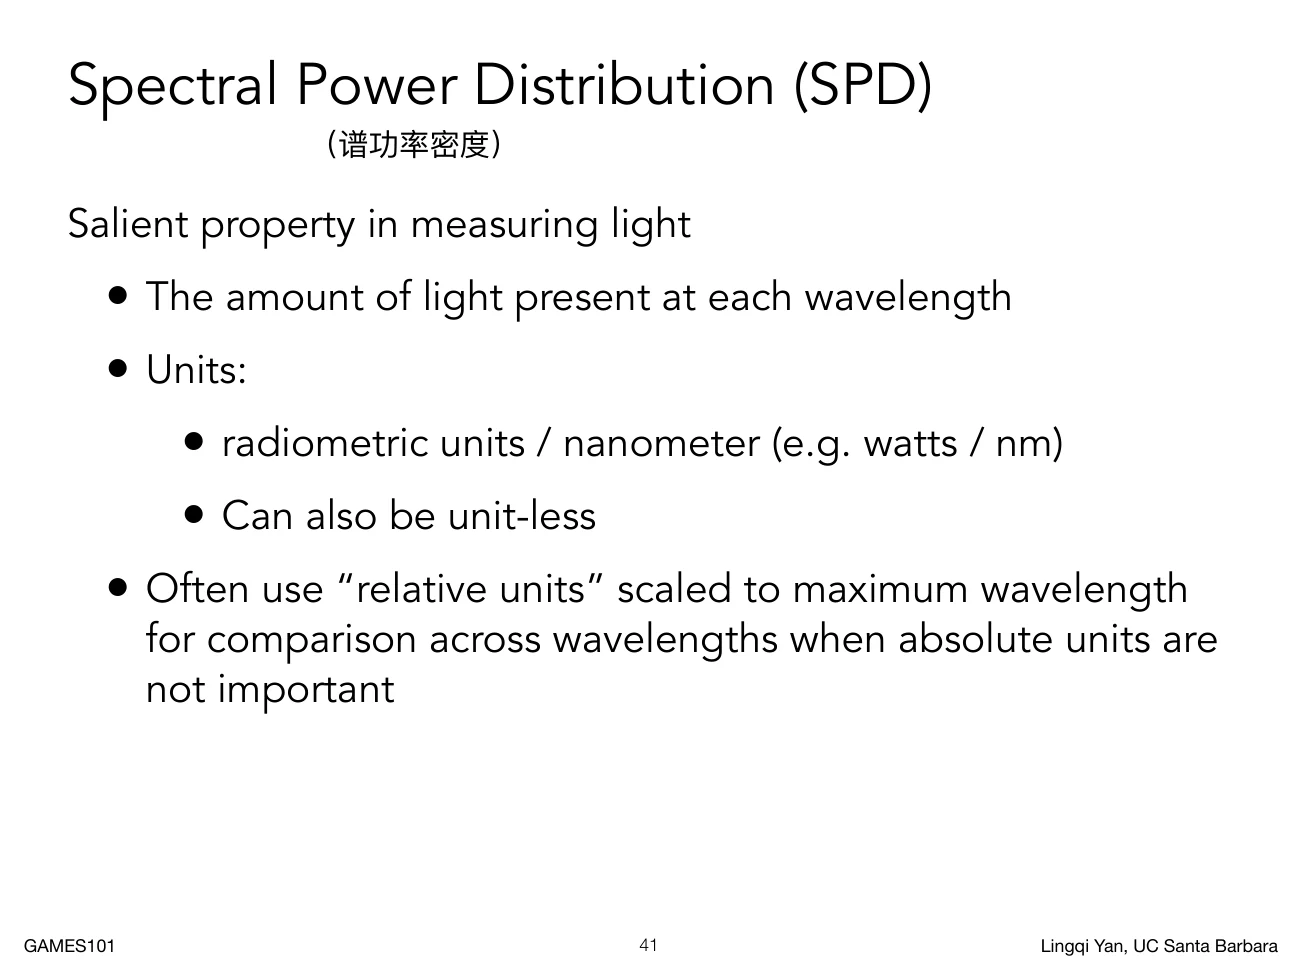 Spectral Power Distribution (SPD)
（谱功率密度）
Salient property in measuring light
• The amount of light present at each wavelength
• Units:
• radiometric units / nanometer (e.g. watts / nm)
• Can also be unit-less
• Often use “relative units” scaled to maximum wavelength
for comparison across wavelengths when absolute units are
not important
GAMES101
41
Lingqi Yan, UC Santa Barbara